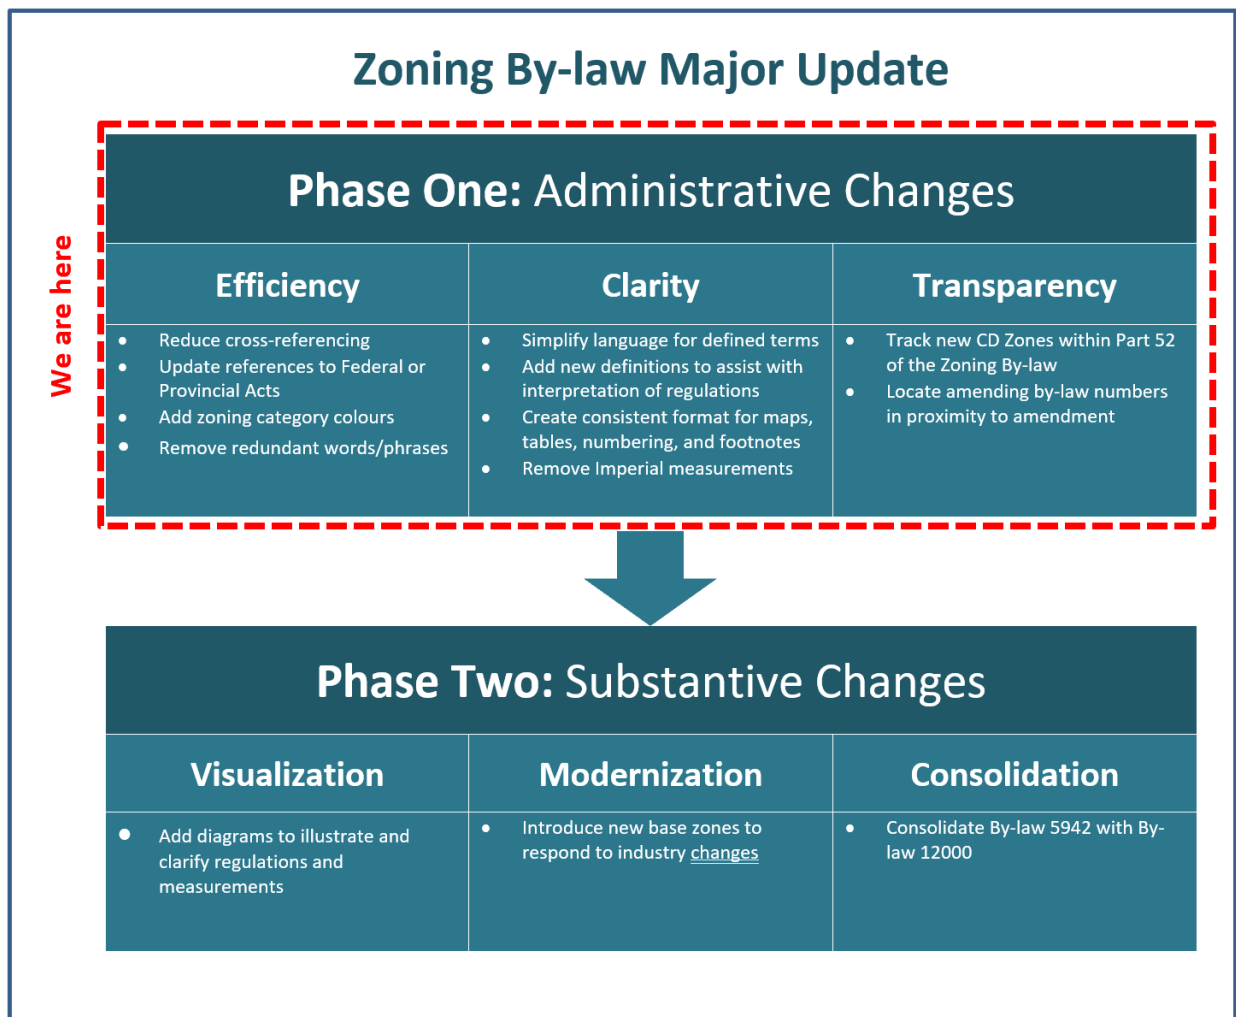 Zoning By-law Major Update
We are here
Phase One: Administrative Changes
Efficiency
• Reduce cross-referencing
• Update references to Federal or
Provincial Acts
• Add zoning category colours
• Remove redundant words/phrases
Clarity
• Simplify language for defined terms
• Add new definitions to assist with
interpretation of regulations
• Create consistent format for maps,
tables, numbering, and footnotes
• Remove Imperial measurements
Transparency
• Track new CD Zones within Part 52
of the Zoning By-law
• Locate amending by-law numbers
in proximity to amendment
Phase Two: Substantive Changes
Visualization
• Add diagrams to illustrate and
clarify regulations and
measurements
Modernization
• Introduce new base zones to
respond to industry changes
Consolidation
• Consolidate By-law 5942 with By-
law 12000